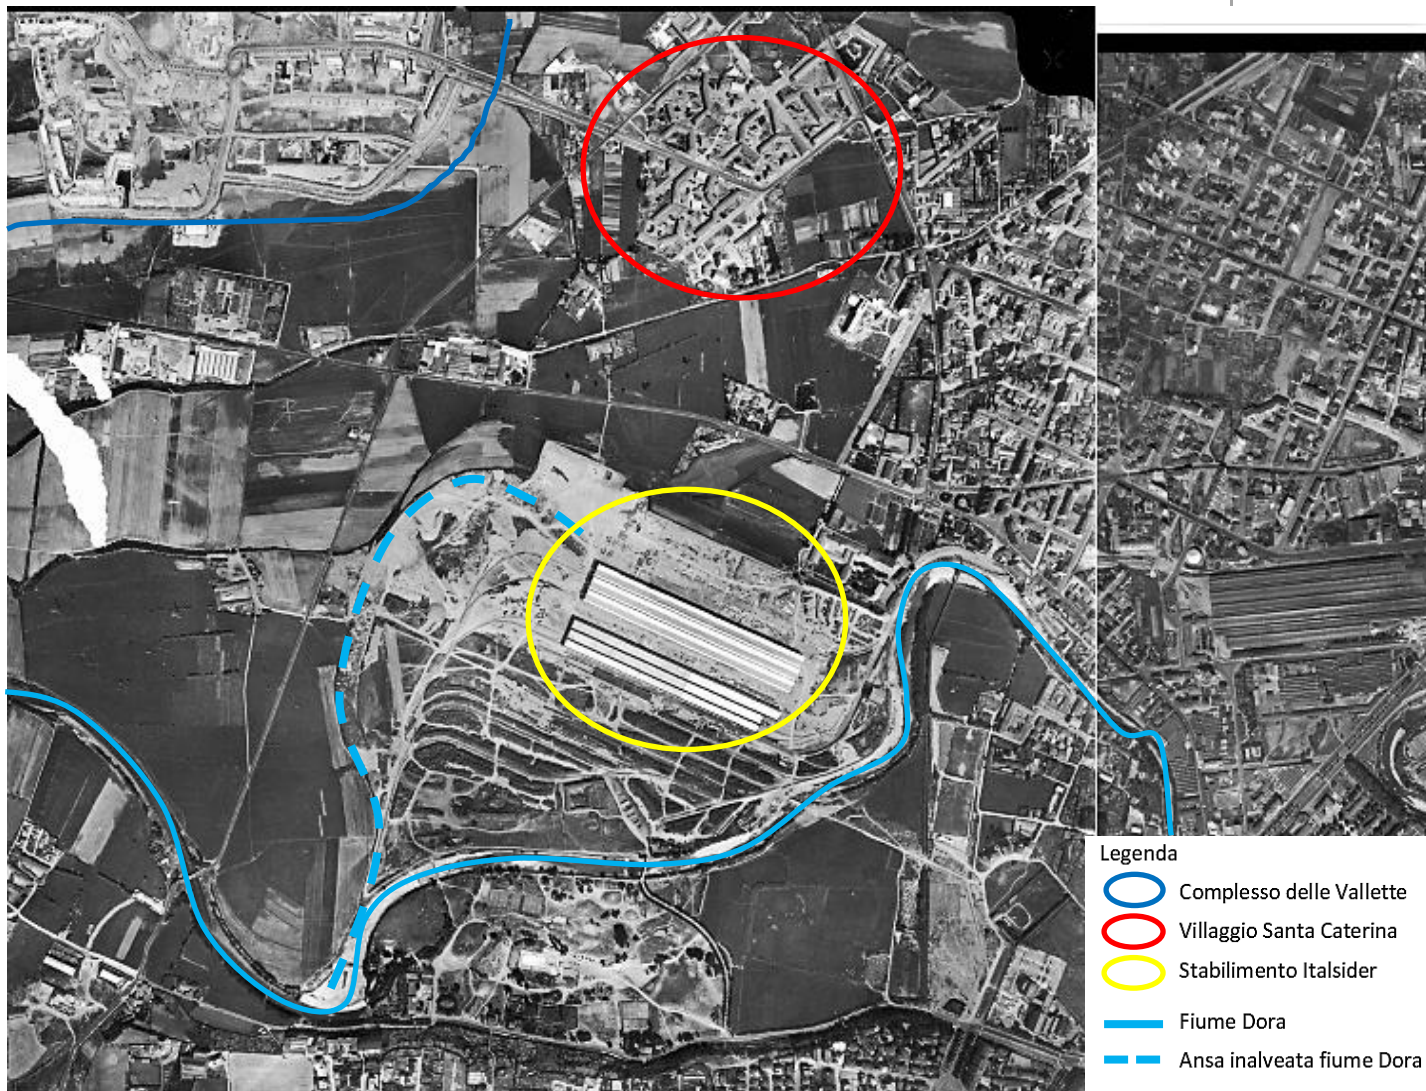 Legenda
Complesso delle Vallette
Villaggio Santa Caterina
Stabilimento Italsider
Fiume Dora
Ansa inalveata fiume Dora